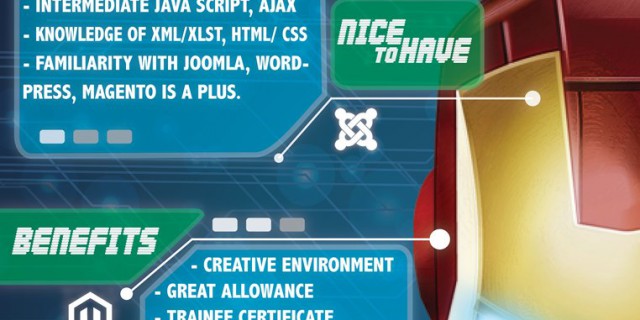 - INTERMEDIATE JAVA SCRIPT, AJAX
- KNOWLEDGE OF XML/XLST, HTML/ CSS
- FAMILIARITY WITH JOOMLA, WORD-
PRESS, MAGENTO IS A PLUS.
NICE
TO HAVE
BENEFITS
- CREATIVE ENVIRONMENT
- GREAT ALLOWANCE
- TRAINEE CERTIFICATE